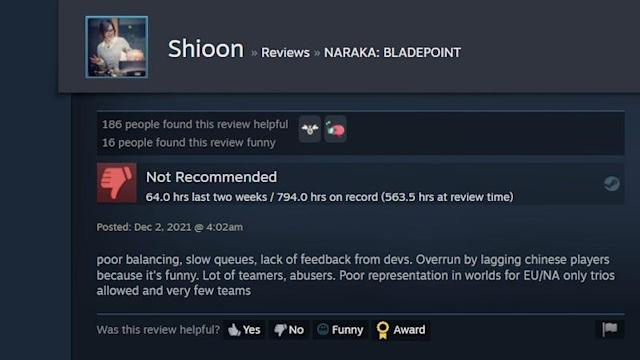 Shioon » Reviews » NARAKA: BLADEPOINT
186 people found this review helpful
16 people found this review funny
Not Recommended
64.0 hrs last two weeks / 794.0 hrs on record (563.5 hrs at review time)
Posted: Dec 2, 2021 @ 4:02am
poor balancing, slow queues, lack of feedback from devs. Overrun by lagging chinese players
because it's funny. Lot of teamers, abusers. Poor representation in worlds for EU/NA only trios
allowed and very few teams
Was this review helpful? Yes No Funny Award